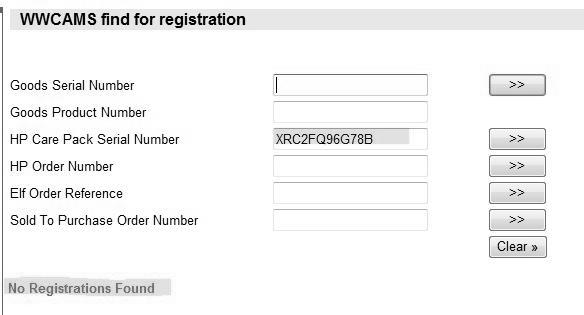 WWCAMS find for registration
Goods Serial Number >>
Goods Product Number
HP Care Pack Serial Number XRC2FQ96G78B >>
HP Order Number >>
Elf Order Reference >>
Sold To Purchase Order Number >>
Clear »
No Registrations Found